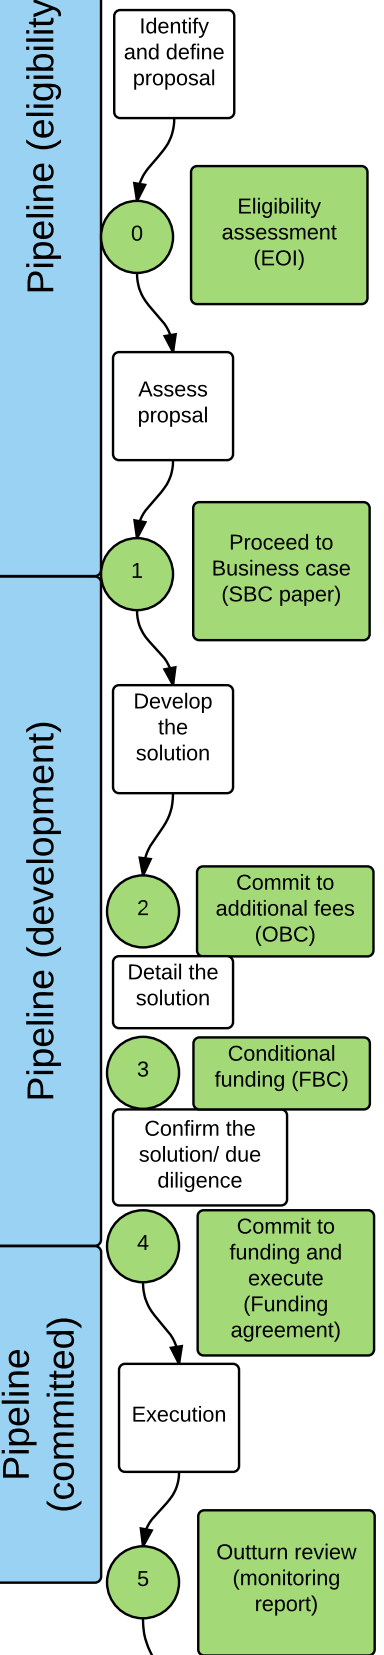 Pipeline (eligibility
Identify
and define
proposal
0
Eligibility
assessment
(EOI)
Assess
propsal
1
Proceed to
Business case
(SBC paper)
Pipeline (development)
Develop
the
solution
2
Commit to
additional fees
(OBC)
Detail the
solution
3
Conditional
funding (FBC)
Confirm the
solution/ due
diligence
4
Commit to
funding and
execute
(Funding
agreement)
Pipeline
(committed)
Execution
5
Outturn review
(monitoring
report)